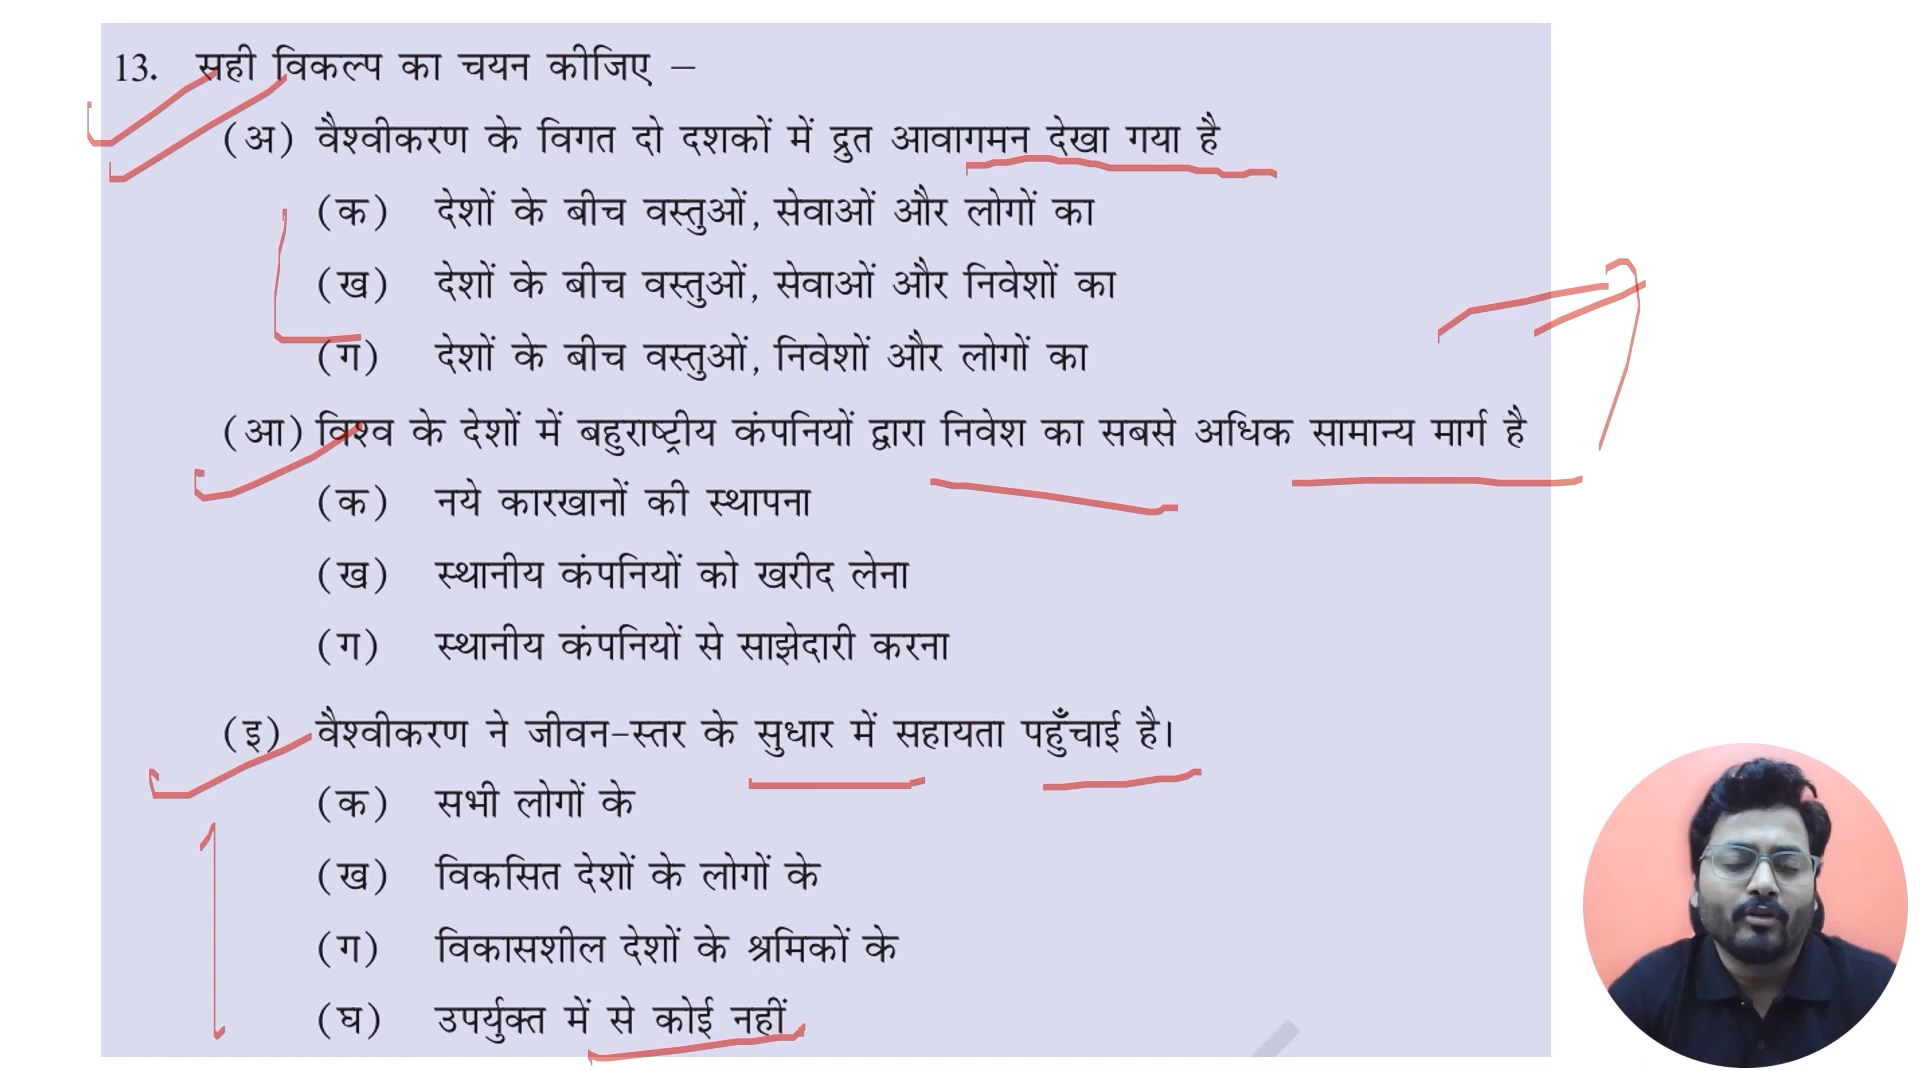 13. सही विकल्प का चयन कीजिए –
(अ) वैश्वीकरण के विगत दो दशकों में द्रुत आवागमन देखा गया है
(क) देशों के बीच वस्तुओं, सेवाओं और लोगों का
(ख) देशों के बीच वस्तुओं, सेवाओं और निवेशों का
(ग) देशों के बीच वस्तुओं, निवेशों और लोगों का
(आ) विश्व के देशों में बहुराष्ट्रीय कंपनियों द्वारा निवेश का सबसे अधिक सामान्य मार्ग है
(क) नये कारखानों की स्थापना
(ख) स्थानीय कंपनियों को खरीद लेना
(ग) स्थानीय कंपनियों से साझेदारी करना
(इ) वैश्वीकरण ने जीवन-स्तर के सुधार में सहायता पहुँचाई है।
(क) सभी लोगों के
(ख) विकसित देशों के लोगों के
(ग) विकासशील देशों के श्रमिकों के
(घ) उपर्युक्त में से कोई नहीं